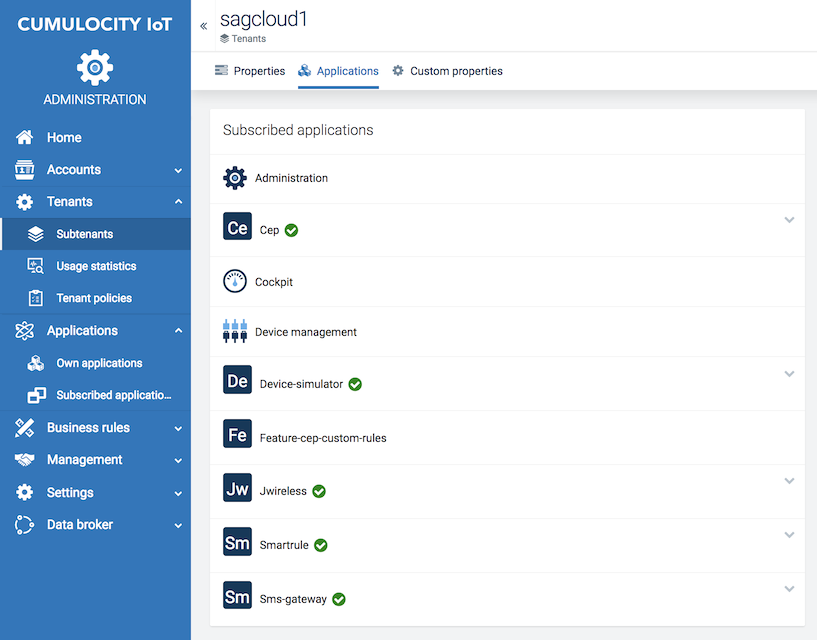 CUMULOCITY IoT
ADMINISTRATION
Home
Accounts
Tenants
Subtenants
Usage statistics
Tenant policies
Applications
Own applications
Subscribed applicatio...
Business rules
Management
Settings
Data broker
«
sagcloud1
Tenants
Properties Applications Custom properties
Subscribed applications
Administration
Ce Cep
Cockpit
Device management
De Device-simulator
Fe Feature-cep-custom-rules
Jw Jwireless
Sm Smartrule
Sm Sms-gateway